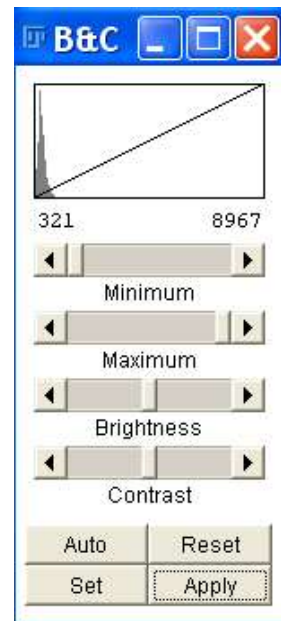 B&C
321 8967
Minimum
Maximum
Brightness
Contrast
Auto Reset
Set Apply